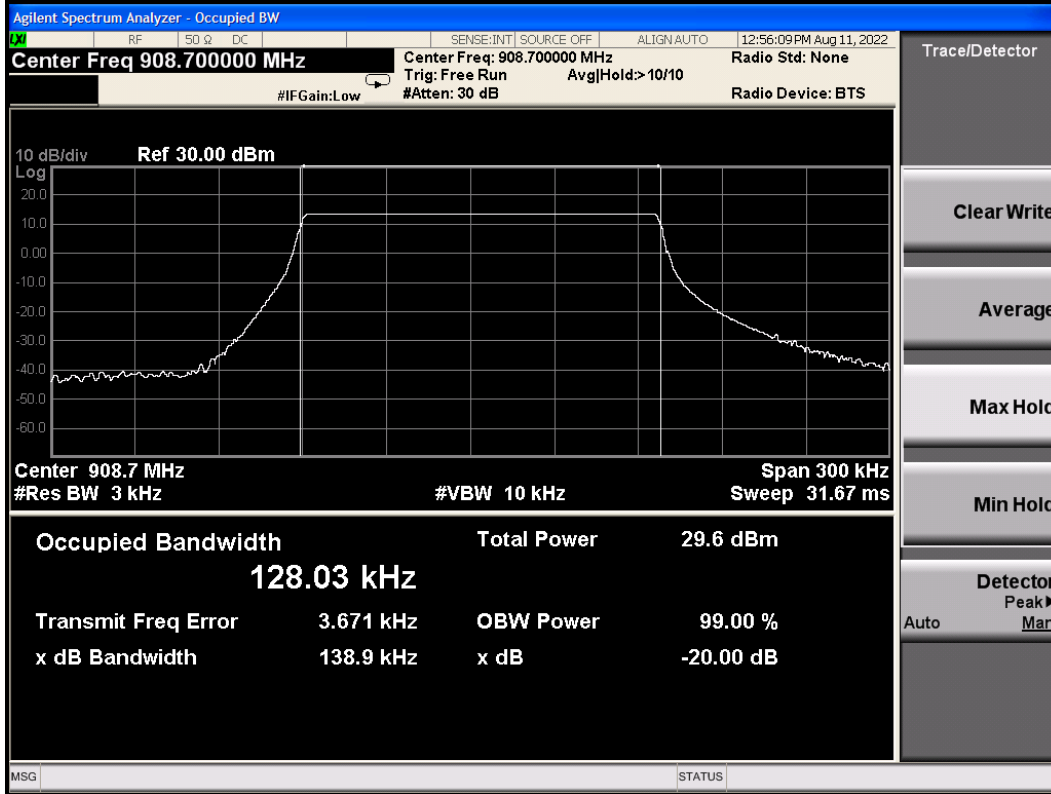 Agilent Spectrum Analyzer - Occupied BW
LXI RF 50 Ω DC SENSE:INT SOURCE OFF ALIGN AUTO 12:56:09 PM Aug 11, 2022
Center Freq 908.700000 MHz
Center Freq: 908.700000 MHz
Radio Std: None
Trig: Free Run Avg|Hold:>10/10
#IFGain:Low
#Atten: 30 dB
Radio Device: BTS
10 dB/div Ref 30.00 dBm
Log
20.0
10.0
0.00
-10.0
-20.0
-30.0
-40.0
-50.0
-60.0
Center 908.7 MHz Span 300 kHz
#Res BW 3 kHz #VBW 10 kHz Sweep 31.67 ms
Occupied Bandwidth Total Power 29.6 dBm
128.03 kHz
Transmit Freq Error 3.671 kHz OBW Power 99.00 %
x dB Bandwidth 138.9 kHz x dB -20.00 dB
MSG STATUS
Trace/Detector
Clear Write
Average
Max Hold
Min Hold
Detector
Peak
Auto Man